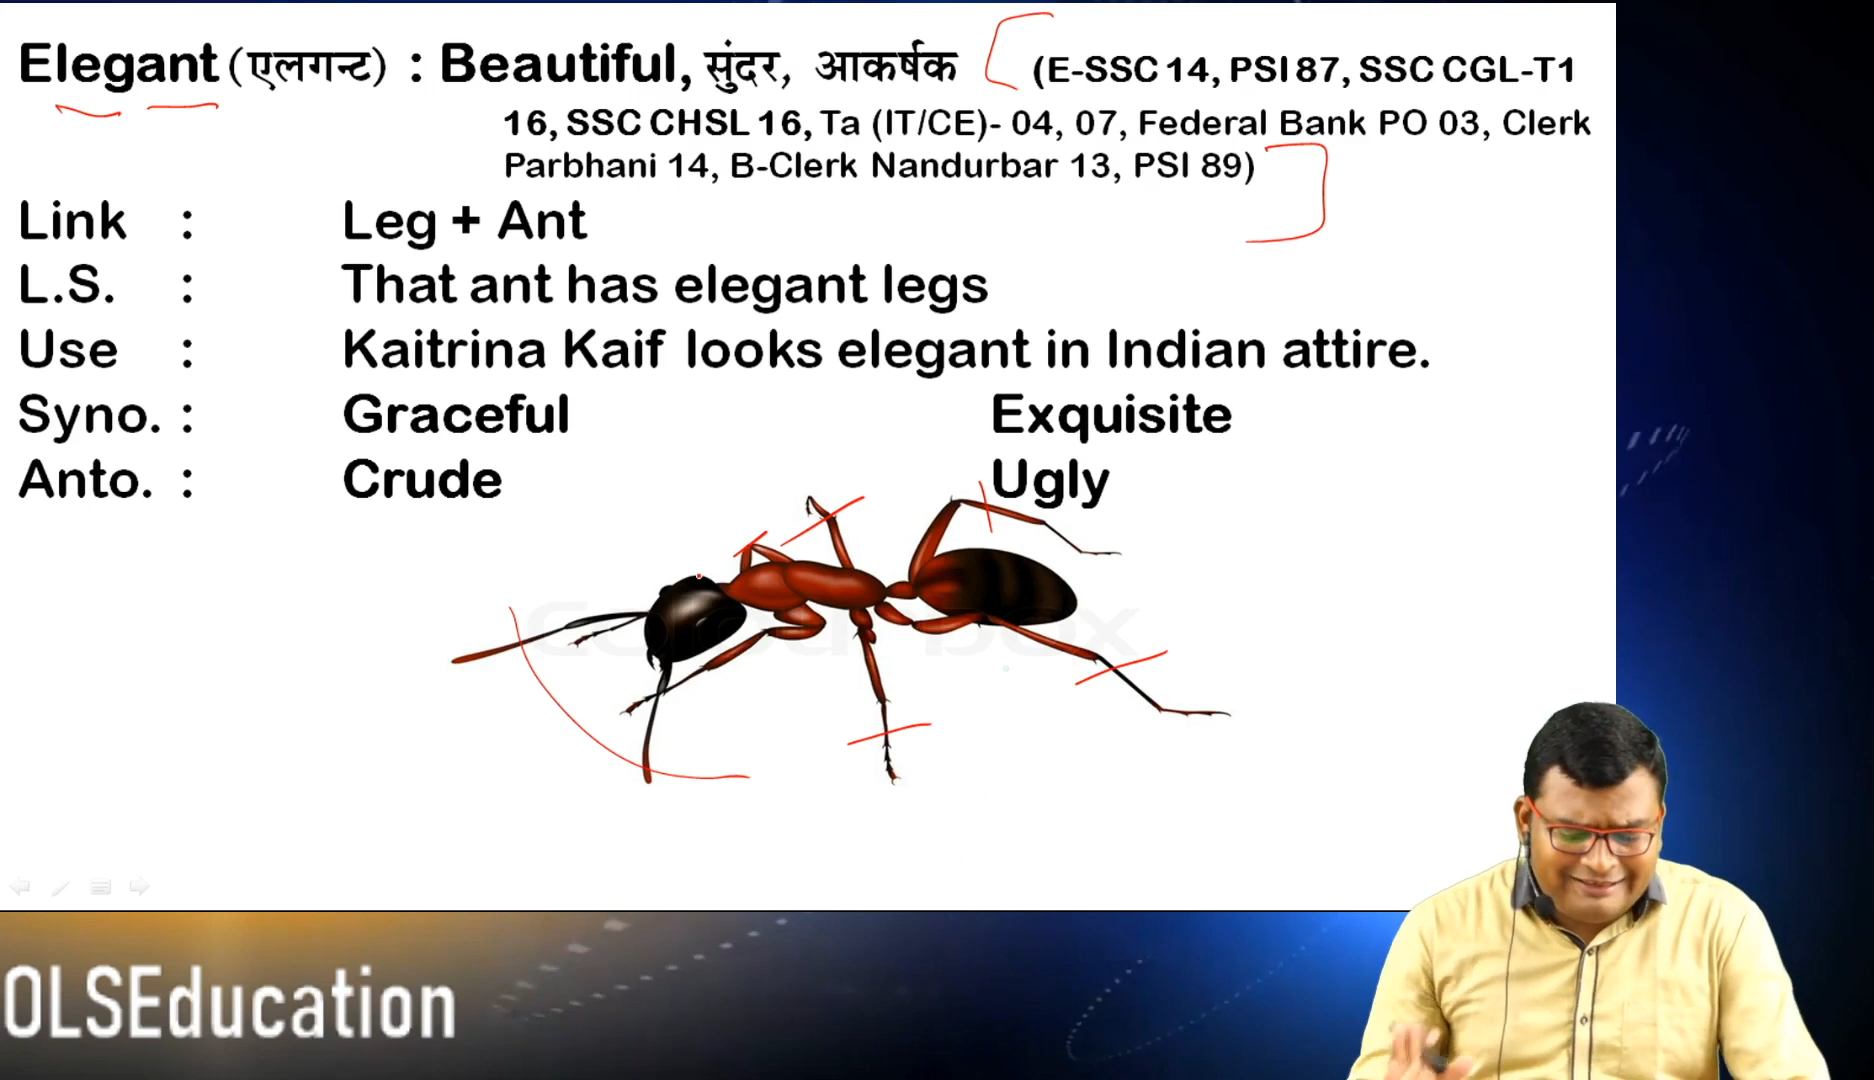 Elegant (एलगन्ट) : Beautiful, सुंदर, आकर्षक (E-SSC 14, PSI 87, SSC CGL-T1
16, SSC CHSL 16, Ta (IT/CE)- 04, 07, Federal Bank PO 03, Clerk
Parbhani 14, B-Clerk Nandurbar 13, PSI 89)
Link : Leg + Ant
L.S. : That ant has elegant legs
Use : Kaitrina Kaif looks elegant in Indian attire.
Syno. : Graceful Exquisite
Anto. : Crude Ugly
colourbox
OLSEducation